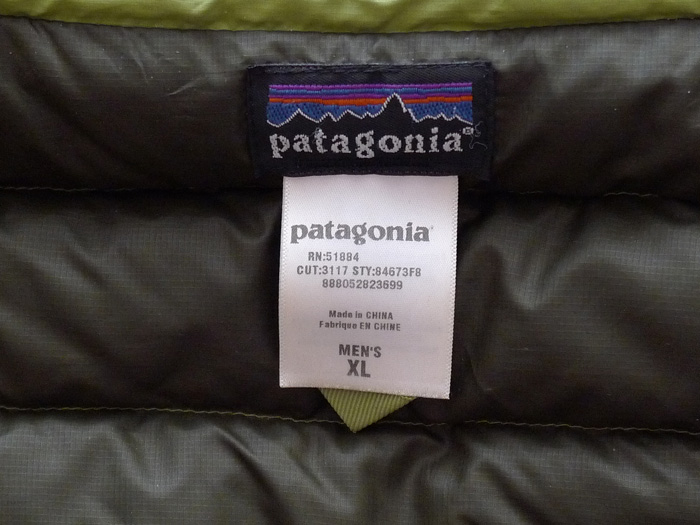 patagonia®
patagonia®
RN:51884
CUT:3117 STY:84673F8
888052823699
Made in CHINA
Fabriqué EN CHINE
MEN'S
XL